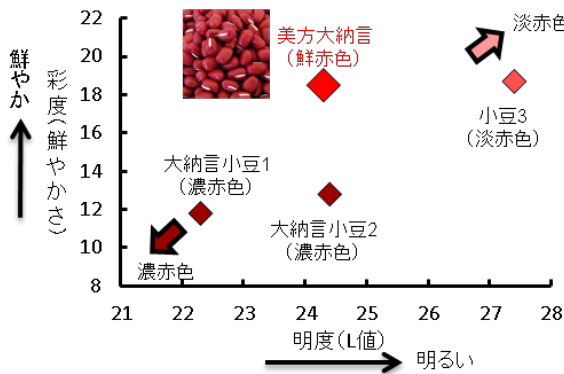 鮮やか
彩度(鮮やかさ)
22
20
18
16
14
12
10
8
美方大納言
(鮮赤色)
淡赤色
小豆3
(淡赤色)
大納言小豆1
(濃赤色)
大納言小豆2
(濃赤色)
濃赤色
21 22 23 24 25 26 27 28
明度(L値)
明るい